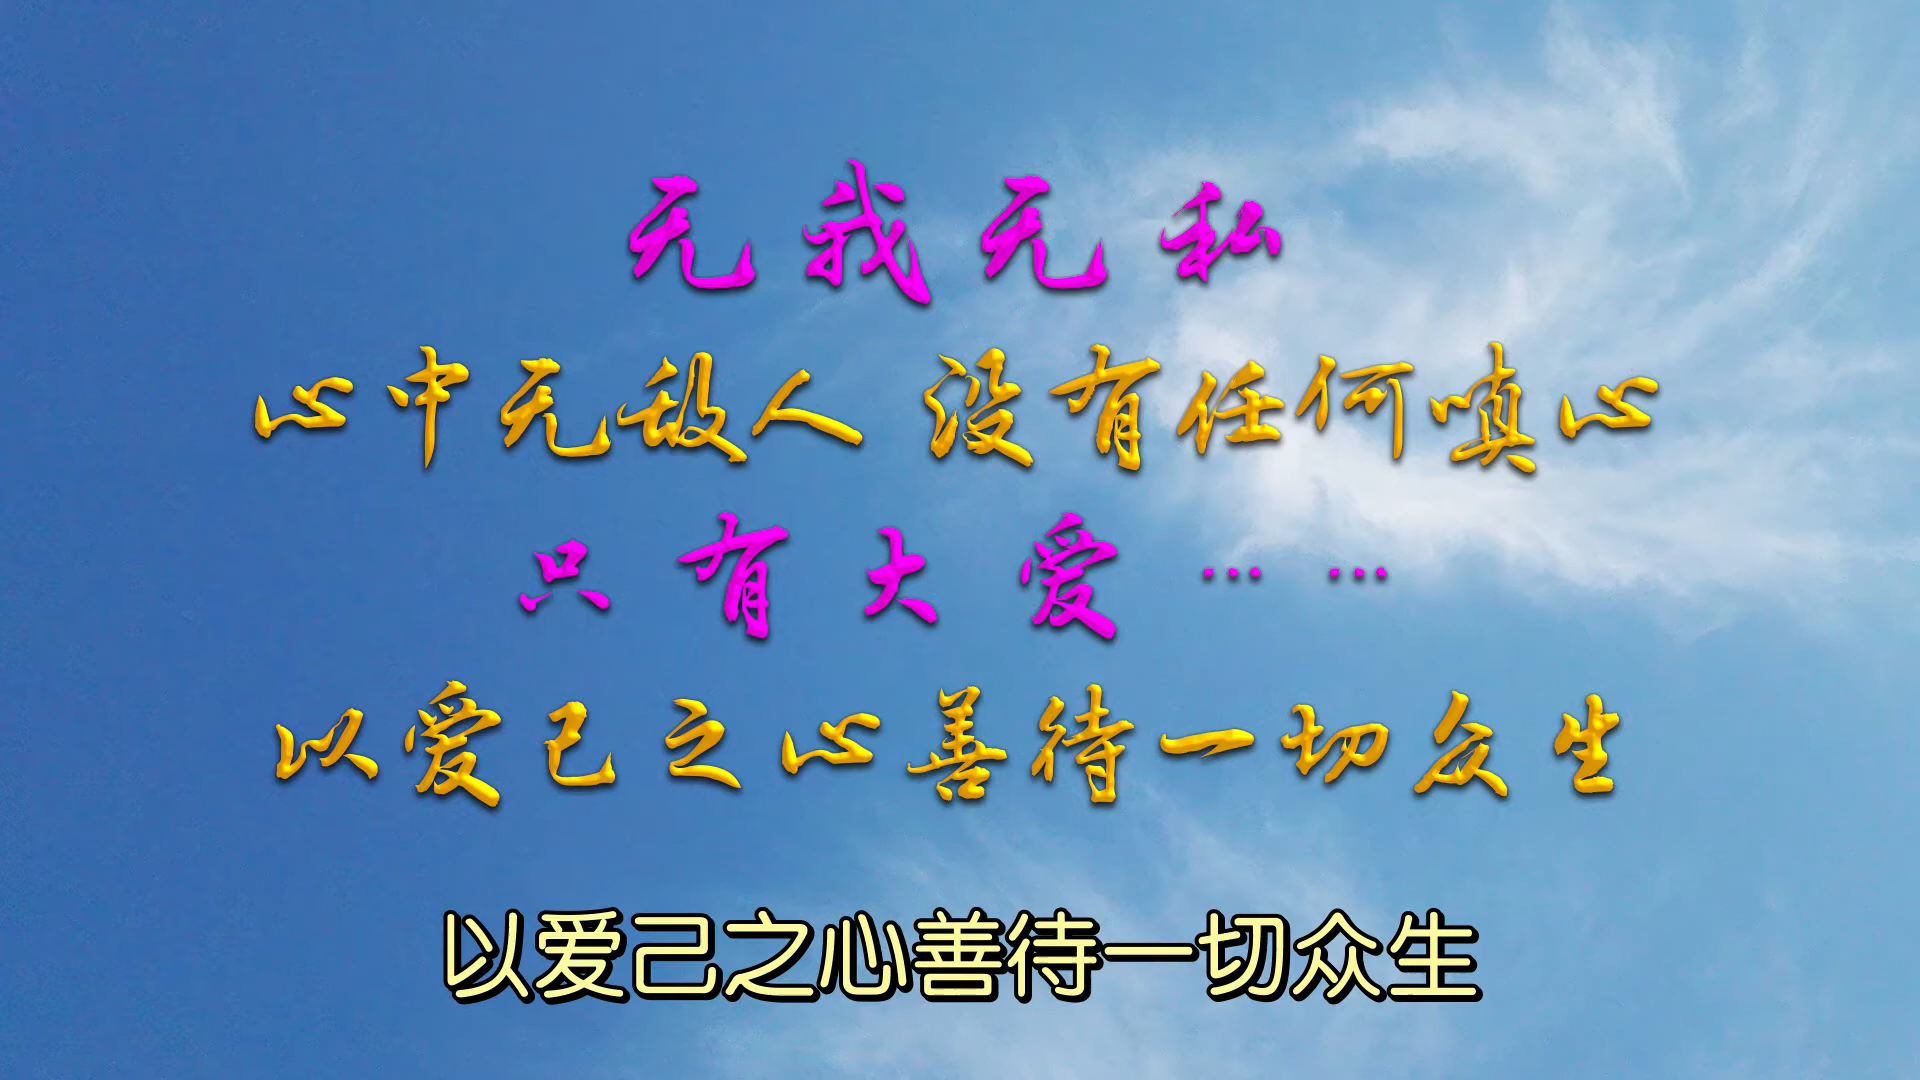 无我无私
心中无敌人 没有任何嗔心
只有大爱……
以爱己之心善待一切众生
以爱己之心善待一切众生